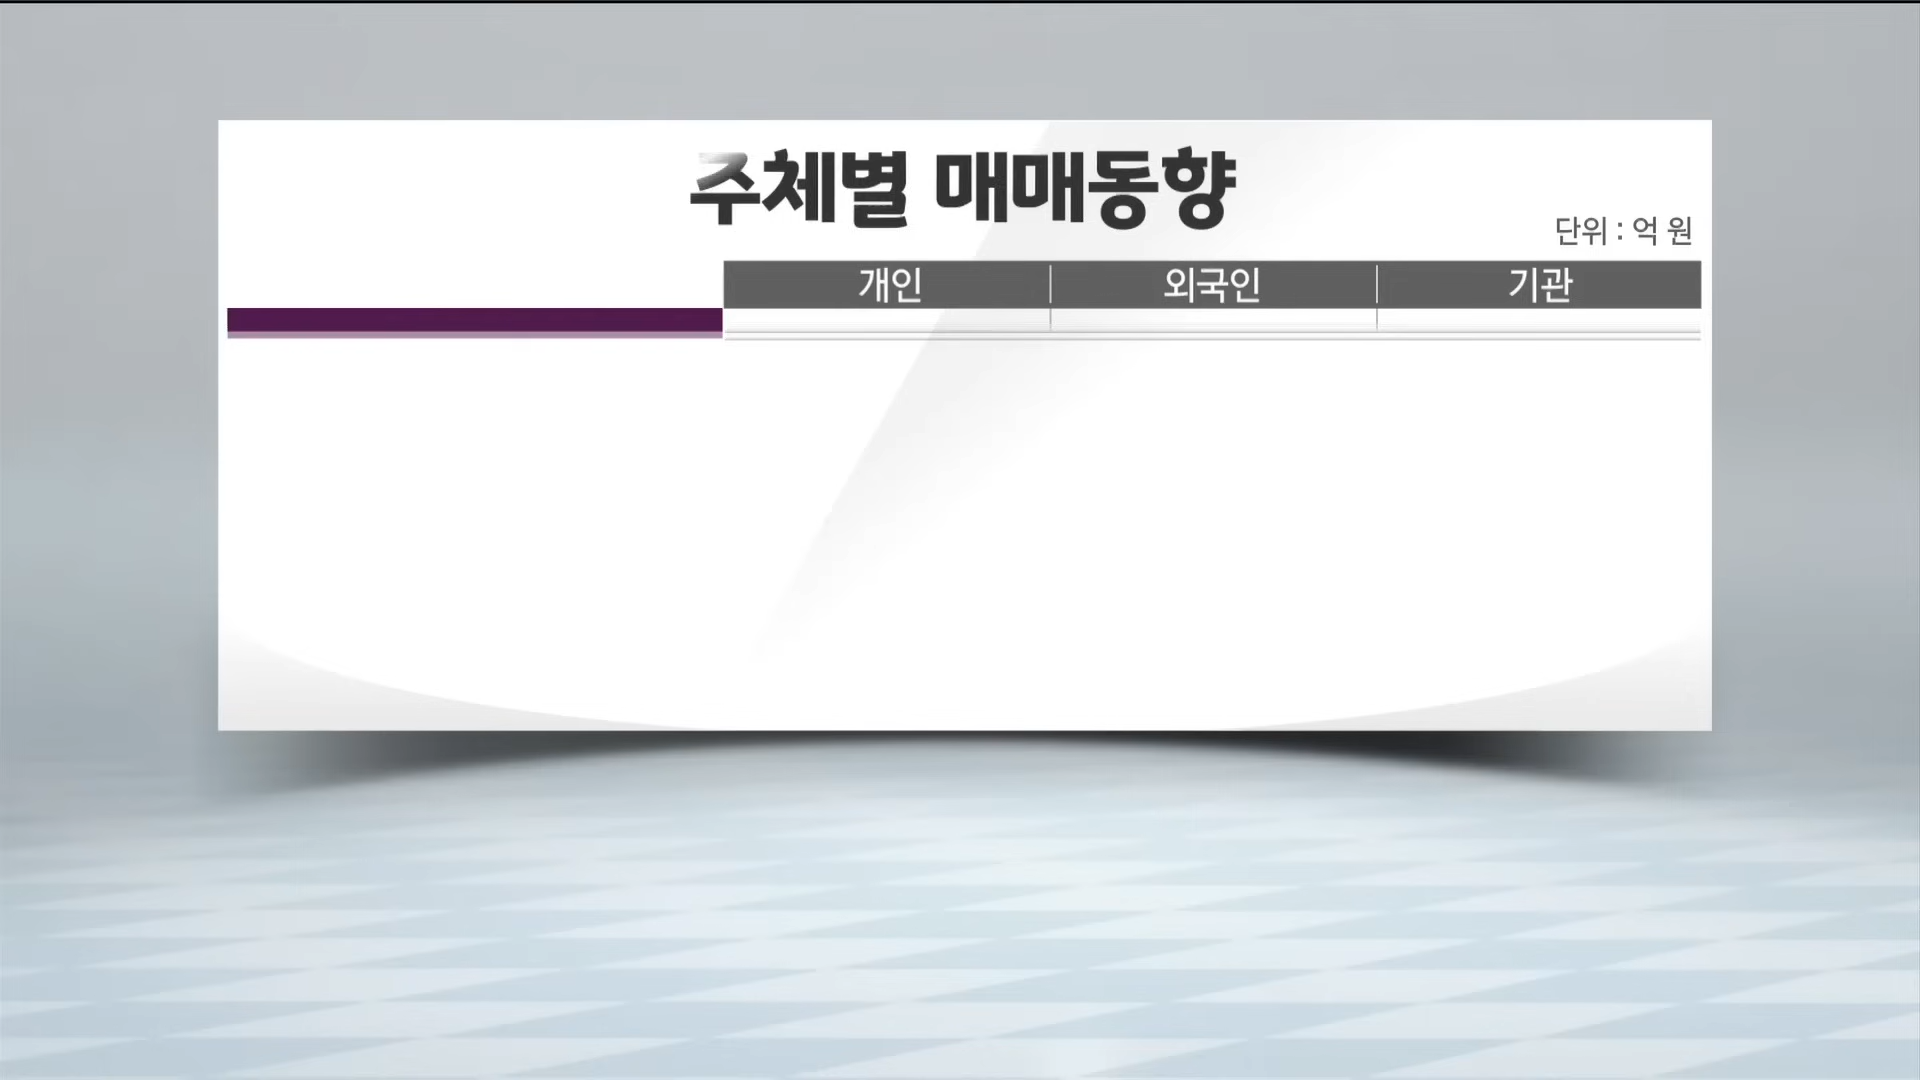 주체별 매매동향
단위 : 억 원
개인 외국인 기관